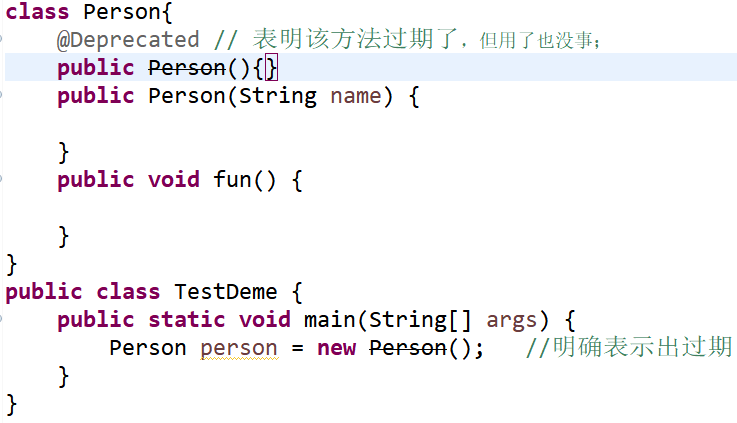 class Person{
    @Deprecated // 表明该方法过期了，但用了也没事；
    public Person(){}
    public Person(String name) {

    }
    public void fun() {

    }
}
public class TestDeme {
    public static void main(String[] args) {
        Person person = new Person();   //明确表示出过期
    }
}